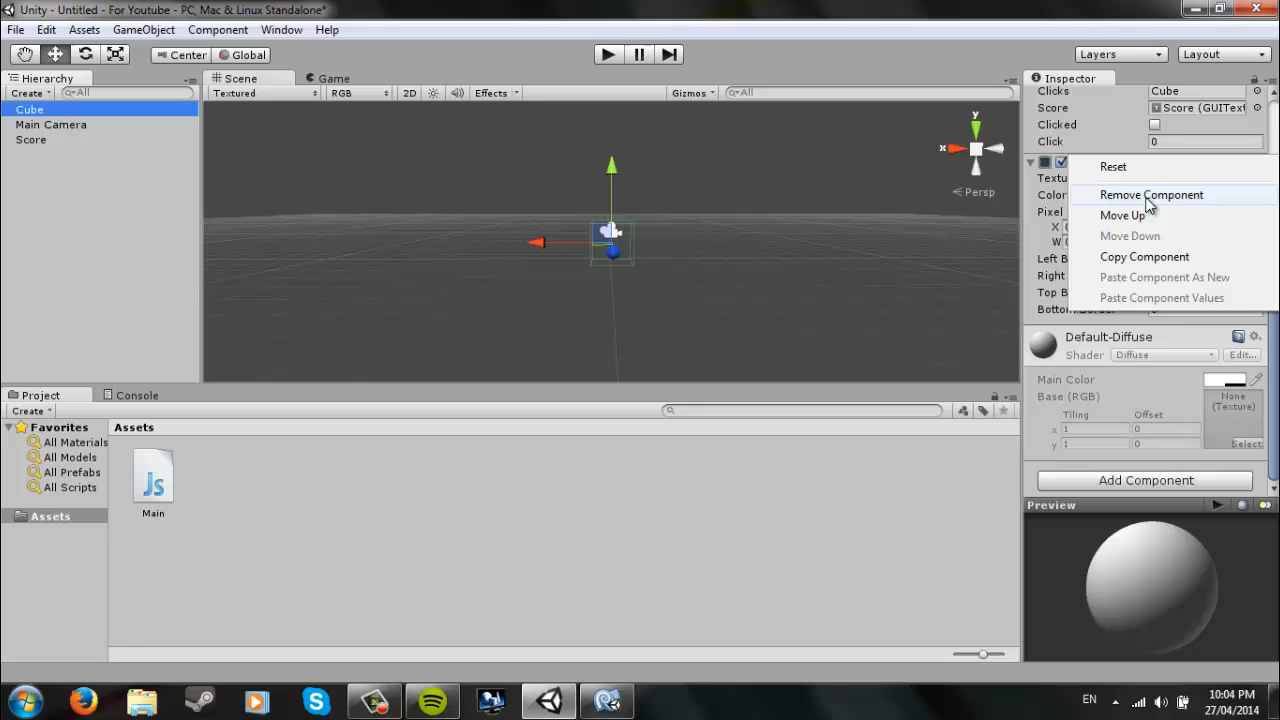 Unity - Untitled - For Youtube - PC, Mac & Linux Standalone*
File Edit Assets GameObject Component Window Help
Center Global Layers Layout
Hierarchy
Create All
Cube
Main Camera
Score
Scene Game
Textured RGB 2D Effects Gizmos All
y
x
Persp
Inspector
Clicks Cube
Score Score (GUIText
Clicked
Click 0
Reset
Textu
Remove Component
Color
Pixel
Move Up
X
Move Down
W
Left B
Copy Component
Right
Paste Component As New
Top B
Paste Component Values
Default-Diffuse
Shader Diffuse Edit...
Main Color
Base (RGB)
None
(Texture)
Tiling Offset
x 1 0
y 1 0
Select
Add Component
Preview
Project Console
Create
Favorites
All Materials
All Models
All Prefabs
All Scripts
Assets
Assets
Js
Main
EN
10:04 PM
27/04/2014